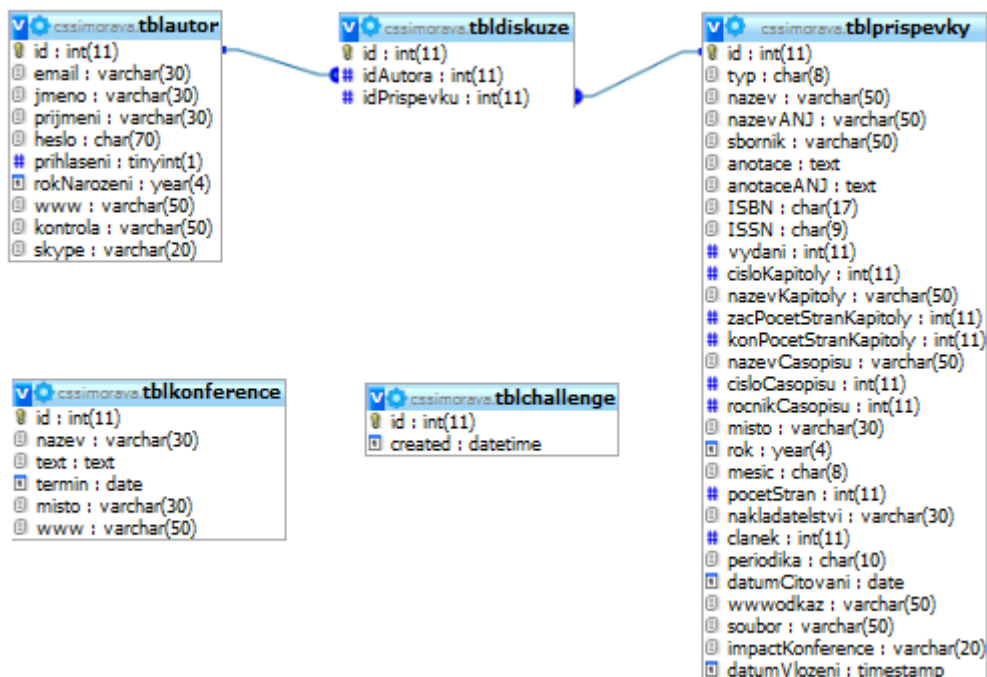 cssimorava.tblautor
id : int(11)
email : varchar(30)
jmeno : varchar(30)
prijmeni : varchar(30)
heslo : char(70)
prihlaseni : tinyint(1)
rokNarozeni : year(4)
www : varchar(50)
kontrola : varchar(50)
skype : varchar(20)
cssimorava.tbldiskuze
id : int(11)
idAutora : int(11)
idPrispevku : int(11)
cssimorava.tblprispevky
id : int(11)
typ : char(8)
nazev : varchar(50)
nazevANJ : varchar(50)
sbornik : varchar(50)
anotace : text
anotaceANJ : text
ISBN : char(17)
ISSN : char(9)
vydani : int(11)
cisloKapitoly : int(11)
nazevKapitoly : varchar(50)
zacPocetStranKapitoly : int(11)
konPocetStranKapitoly : int(11)
nazevCasopisu : varchar(50)
cisloCasopisu : int(11)
rocnikCasopisu : int(11)
misto : varchar(30)
rok : year(4)
mesic : char(8)
pocetStran : int(11)
nakladatelstvi : varchar(30)
clanek : int(11)
periodika : char(10)
datumCitovani : date
wwwodkaz : varchar(50)
soubor : varchar(50)
impactKonference : varchar(20)
datumVlozeni : timestamp
cssimorava.tblkonference
id : int(11)
nazev : varchar(30)
text : text
termin : date
misto : varchar(30)
www : varchar(50)
cssimorava.tblchallenge
id : int(11)
created : datetime